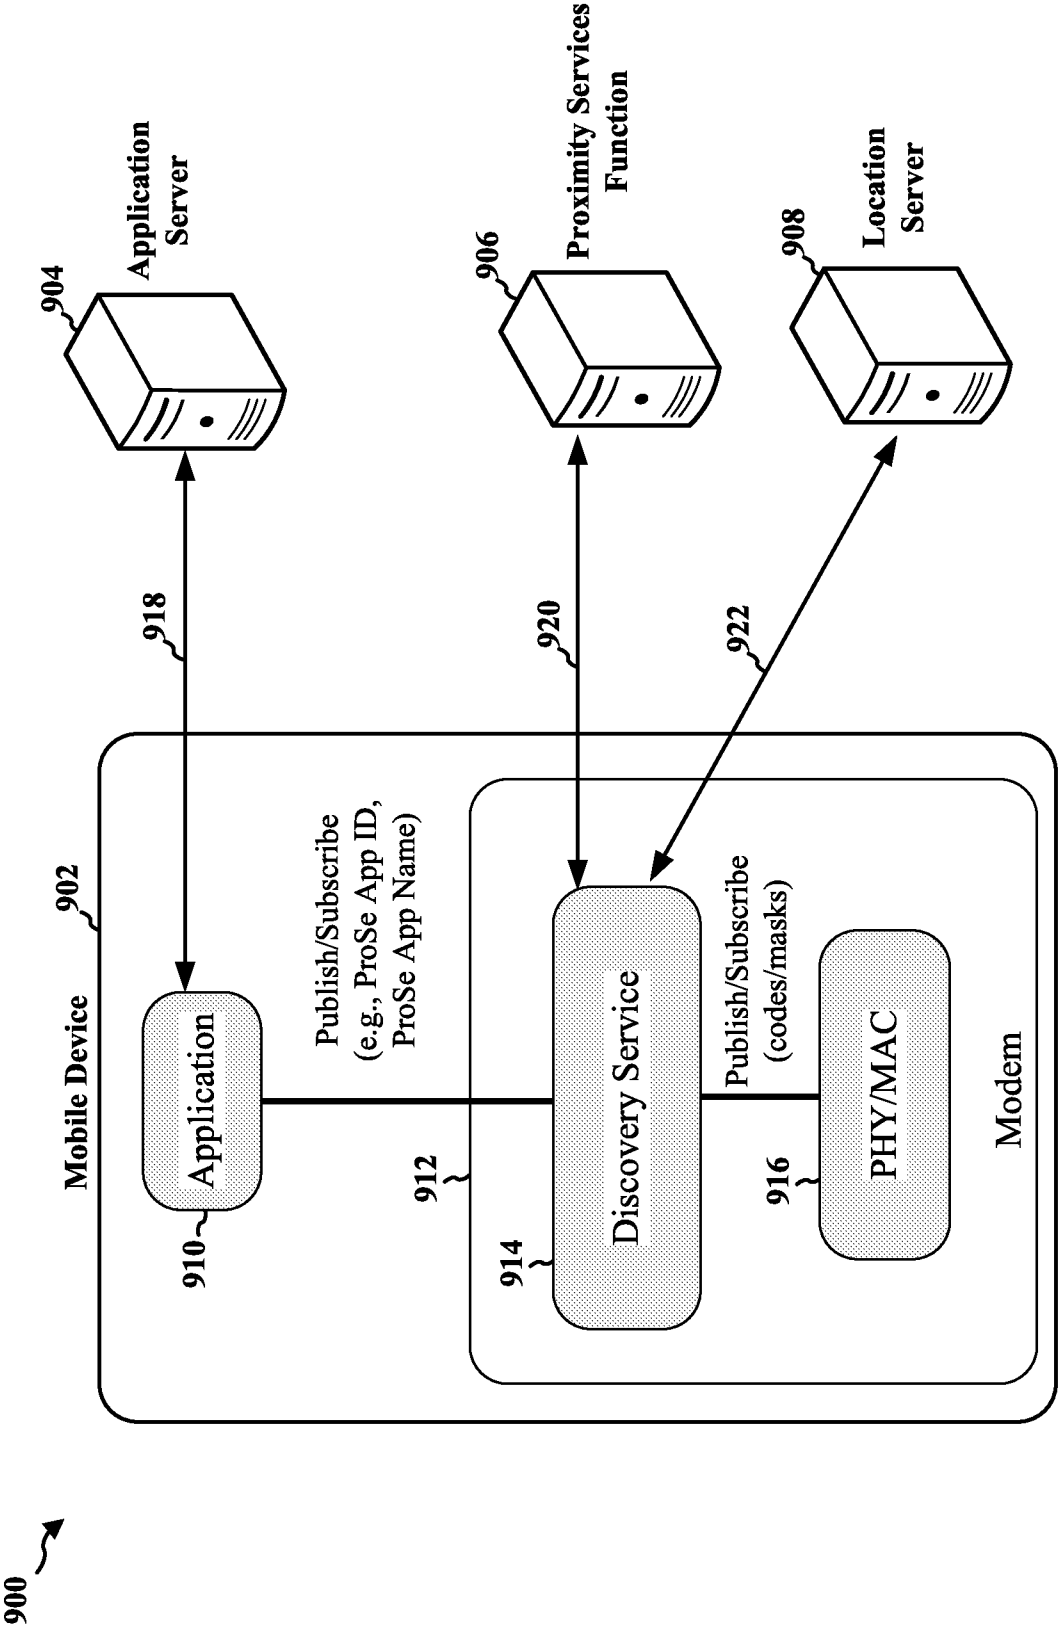 900
Mobile Device
902
Application
910
918
904
Application
Server
Publish/Subscribe
(e.g., ProSe App ID,
ProSe App Name)
912
914
Discovery Service
920
906
Proximity Services
Function
Publish/Subscribe
(codes/masks)
922
908
Location
Server
916
PHY/MAC
Modem